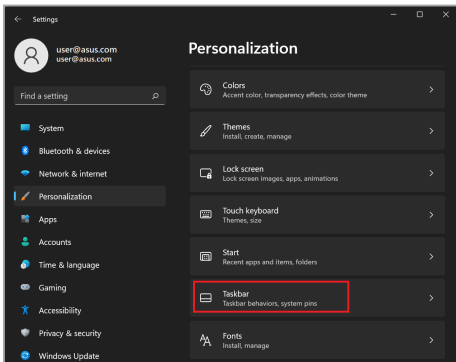 Settings
user@asus.com
user@asus.com
Find a setting
System
Bluetooth & devices
Network & internet
Personalization
Apps
Accounts
Time & language
Gaming
Accessibility
Privacy & security
Windows Update
Personalization
Colors
Accent color, transparency effects, color theme
Themes
Install, create, manage
Lock screen
Lock screen images, apps, animations
Touch keyboard
Themes, size
Start
Recent apps and items, folders
Taskbar
Taskbar behaviors, system pins
Fonts
Install, manage